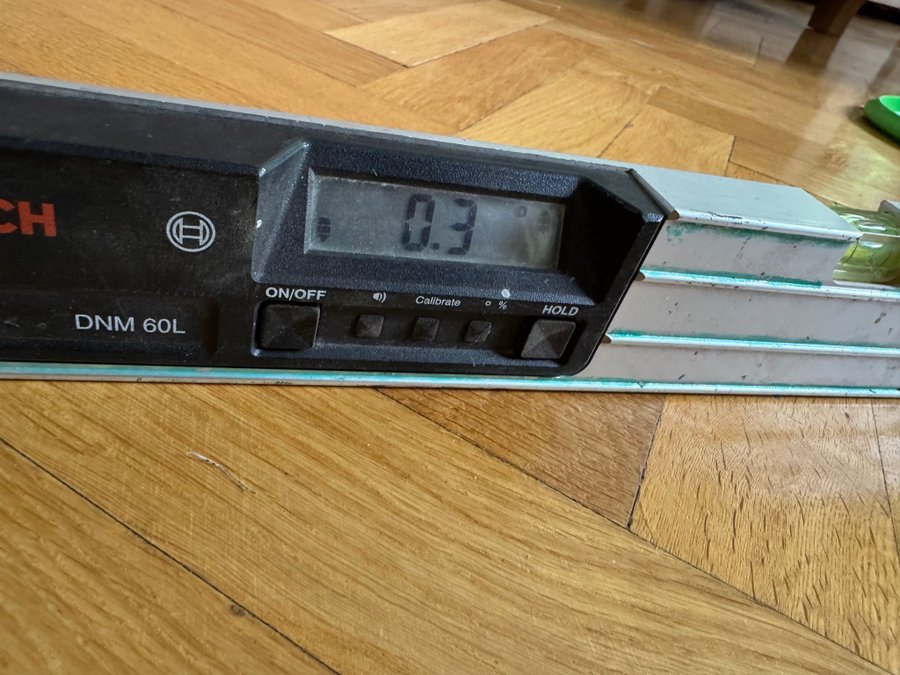 CH
0.3 °
ON/OFF
Calibrate
° %
HOLD
DNM 60L